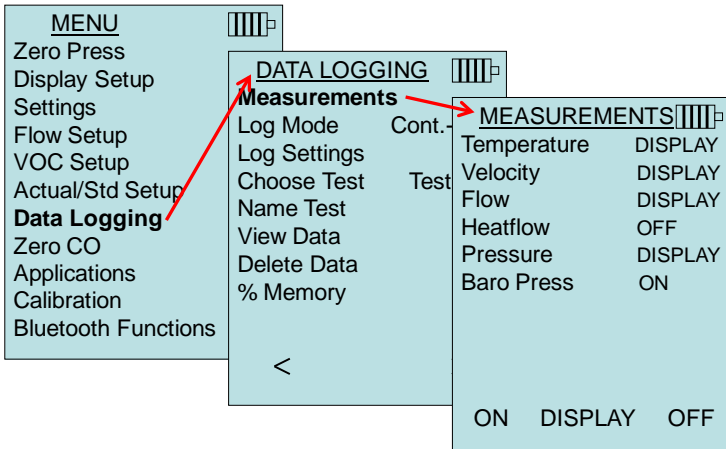 MENU
Zero Press
Display Setup
Settings
Flow Setup
VOC Setup
Actual/Std Setup
Data Logging
Zero CO
Applications
Calibration
Bluetooth Functions
DATA LOGGING
Measurements
Log Mode Cont.-
Log Settings
Choose Test Test
Name Test
View Data
Delete Data
% Memory
<
MEASUREMENTS
Temperature DISPLAY
Velocity DISPLAY
Flow DISPLAY
Heatflow OFF
Pressure DISPLAY
Baro Press ON
ON DISPLAY OFF